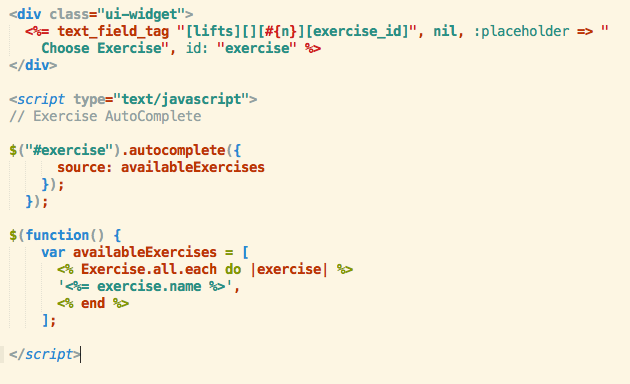 <div class="ui-widget">
<%= text_field_tag "[lifts][][#{n}][exercise_id]", nil, :placeholder => "
Choose Exercise", id: "exercise" %>
</div>
<script type="text/javascript">
// Exercise AutoComplete
$("#exercise").autocomplete({
source: availableExercises
});
});
$(function() {
var availableExercises = [
<% Exercise.all.each do |exercise| %>
'<%= exercise.name %>',
<% end %>
];
</script>